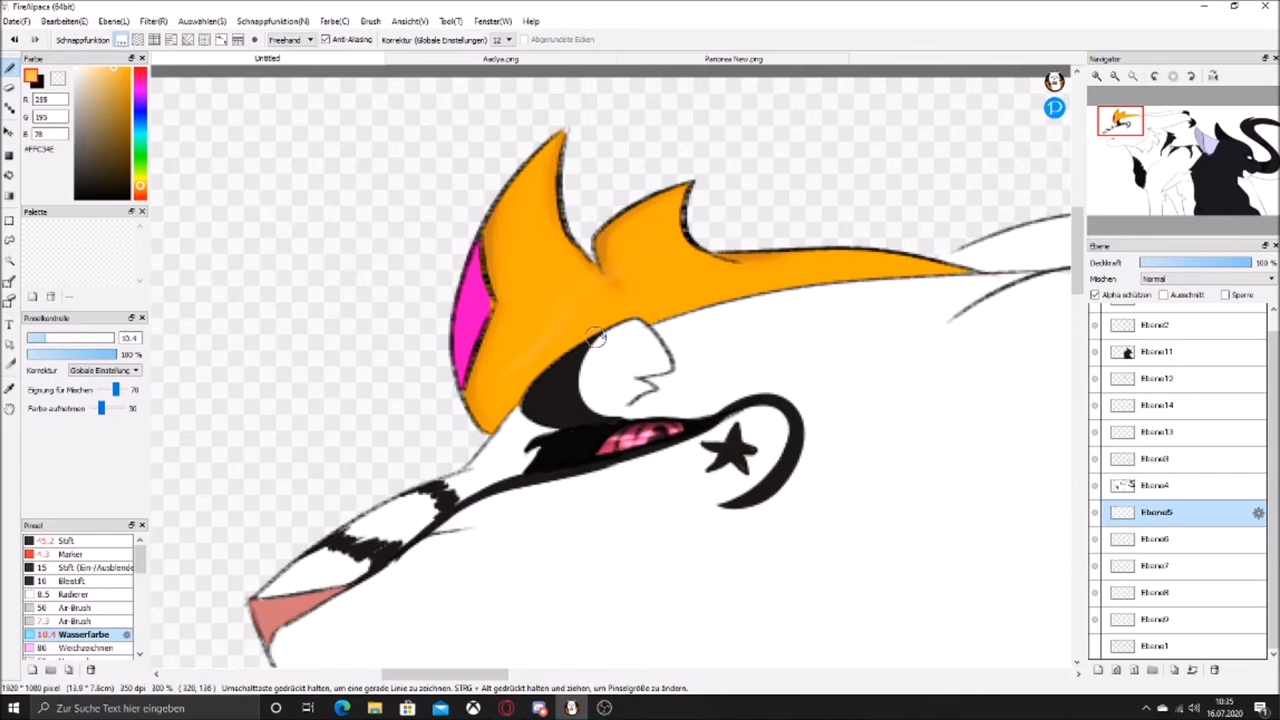 FireAlpaca (64bit)
Datei(F) Bearbeiten(E) Ebene(L) Filter(R) Auswählen(S) Schnappfunktion(N) Farbe(C) Brush Ansicht(V) Tool(T) Fenster(W) Help
Schnappfunktion Freehand Anti-Aliasing Korrektur (Globale Einstellungen) 12 Abgerundete Ecken
Farbe
Untitled Aadya.png Panorea New.png
Navigator
R 255
G 195
B 78
#FFC34E
Palette
Ebene
Deckkraft 100 %
Mischen Normal
Alpha schützen Ausschnitt Sperre
Ebene2
Ebene11
Ebene12
Ebene14
Ebene13
Ebene3
Ebene4
Ebene5
Ebene6
Ebene7
Ebene8
Ebene9
Ebene1
Pinselkontrolle
10.4
100 %
Korrektur Globale Einstellung
Eignung für Mischen 70
Farbe aufnehmen 30
Pinsel
45.2 Stift
4.3 Marker
15 Stift (Ein-/Ausblende
10 Bleistift
8.5 Radierer
50 Air-Brush
7.3 Air-Brush
10.4 Wasserfarbe
80 Weichzeichnen
1920 * 1080 pixel (13.9 * 7.8cm) 350 dpi 300 % ( 320, 136 ) Umschalttaste gedrückt halten, um eine gerade Linie zu zeichnen. STRG + Alt gedrückt halten und ziehen, um Pinselgröße zu ändern.
Zur Suche Text hier eingeben
10:35
16.07.2020